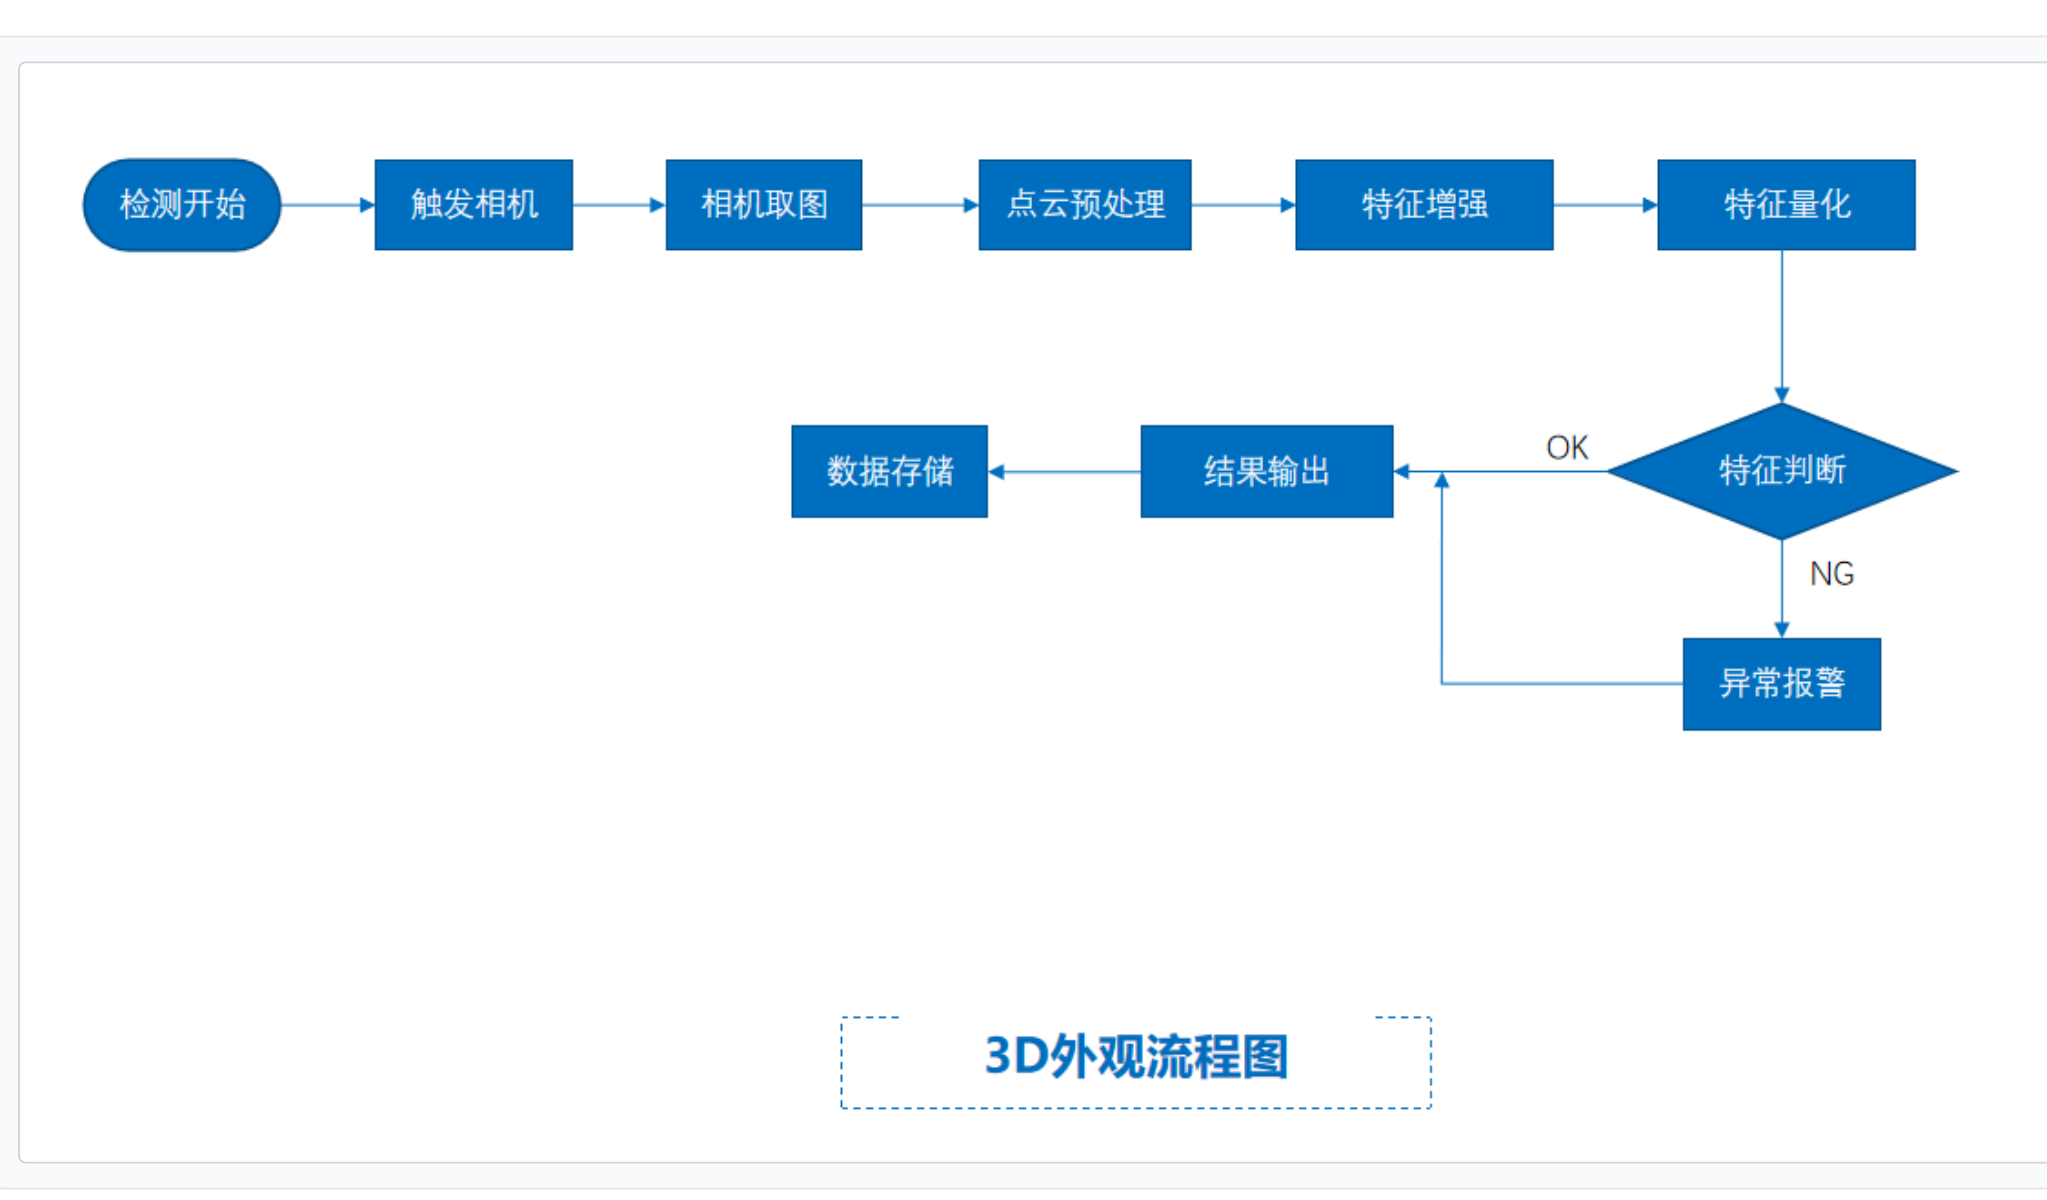 检测开始
触发相机
相机取图
点云预处理
特征增强
特征量化
数据存储
结果输出
OK
特征判断
NG
异常报警
3D外观流程图